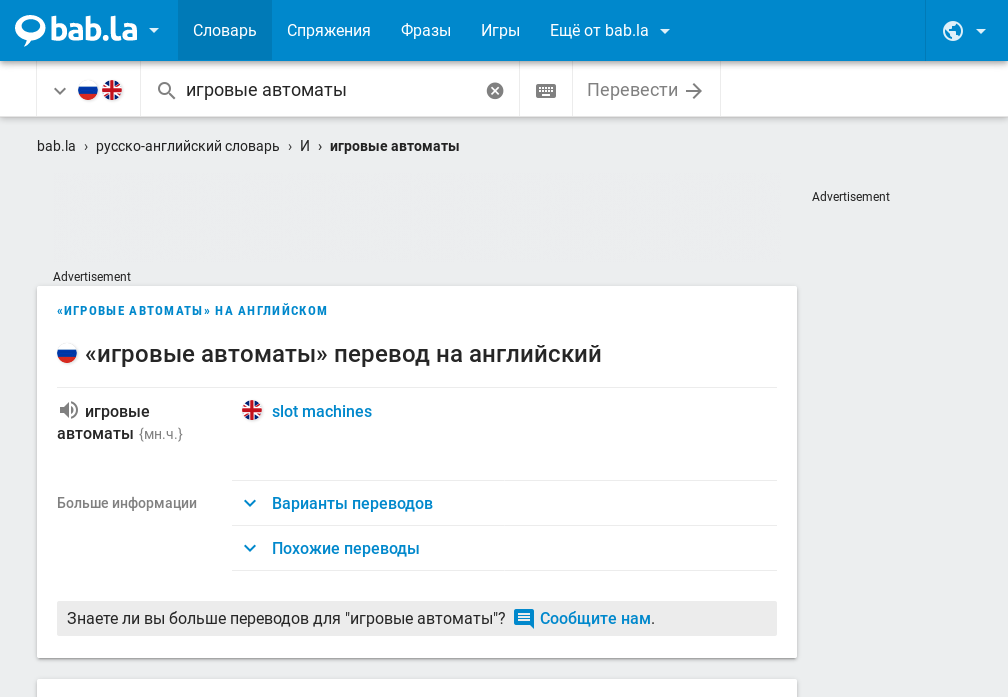 bab.la
Словарь Спряжения Фразы Игры Ещё от bab.la
игровые автоматы Перевести
bab.la › русско-английский словарь › И › игровые автоматы
Advertisement
Advertisement
«ИГРОВЫЕ АВТОМАТЫ» НА АНГЛИЙСКОМ
«игровые автоматы» перевод на английский
игровые slot machines
автоматы {мн.ч.}
Больше информации Варианты переводов
Похожие переводы
Знаете ли вы больше переводов для "игровые автоматы"? Сообщите нам.